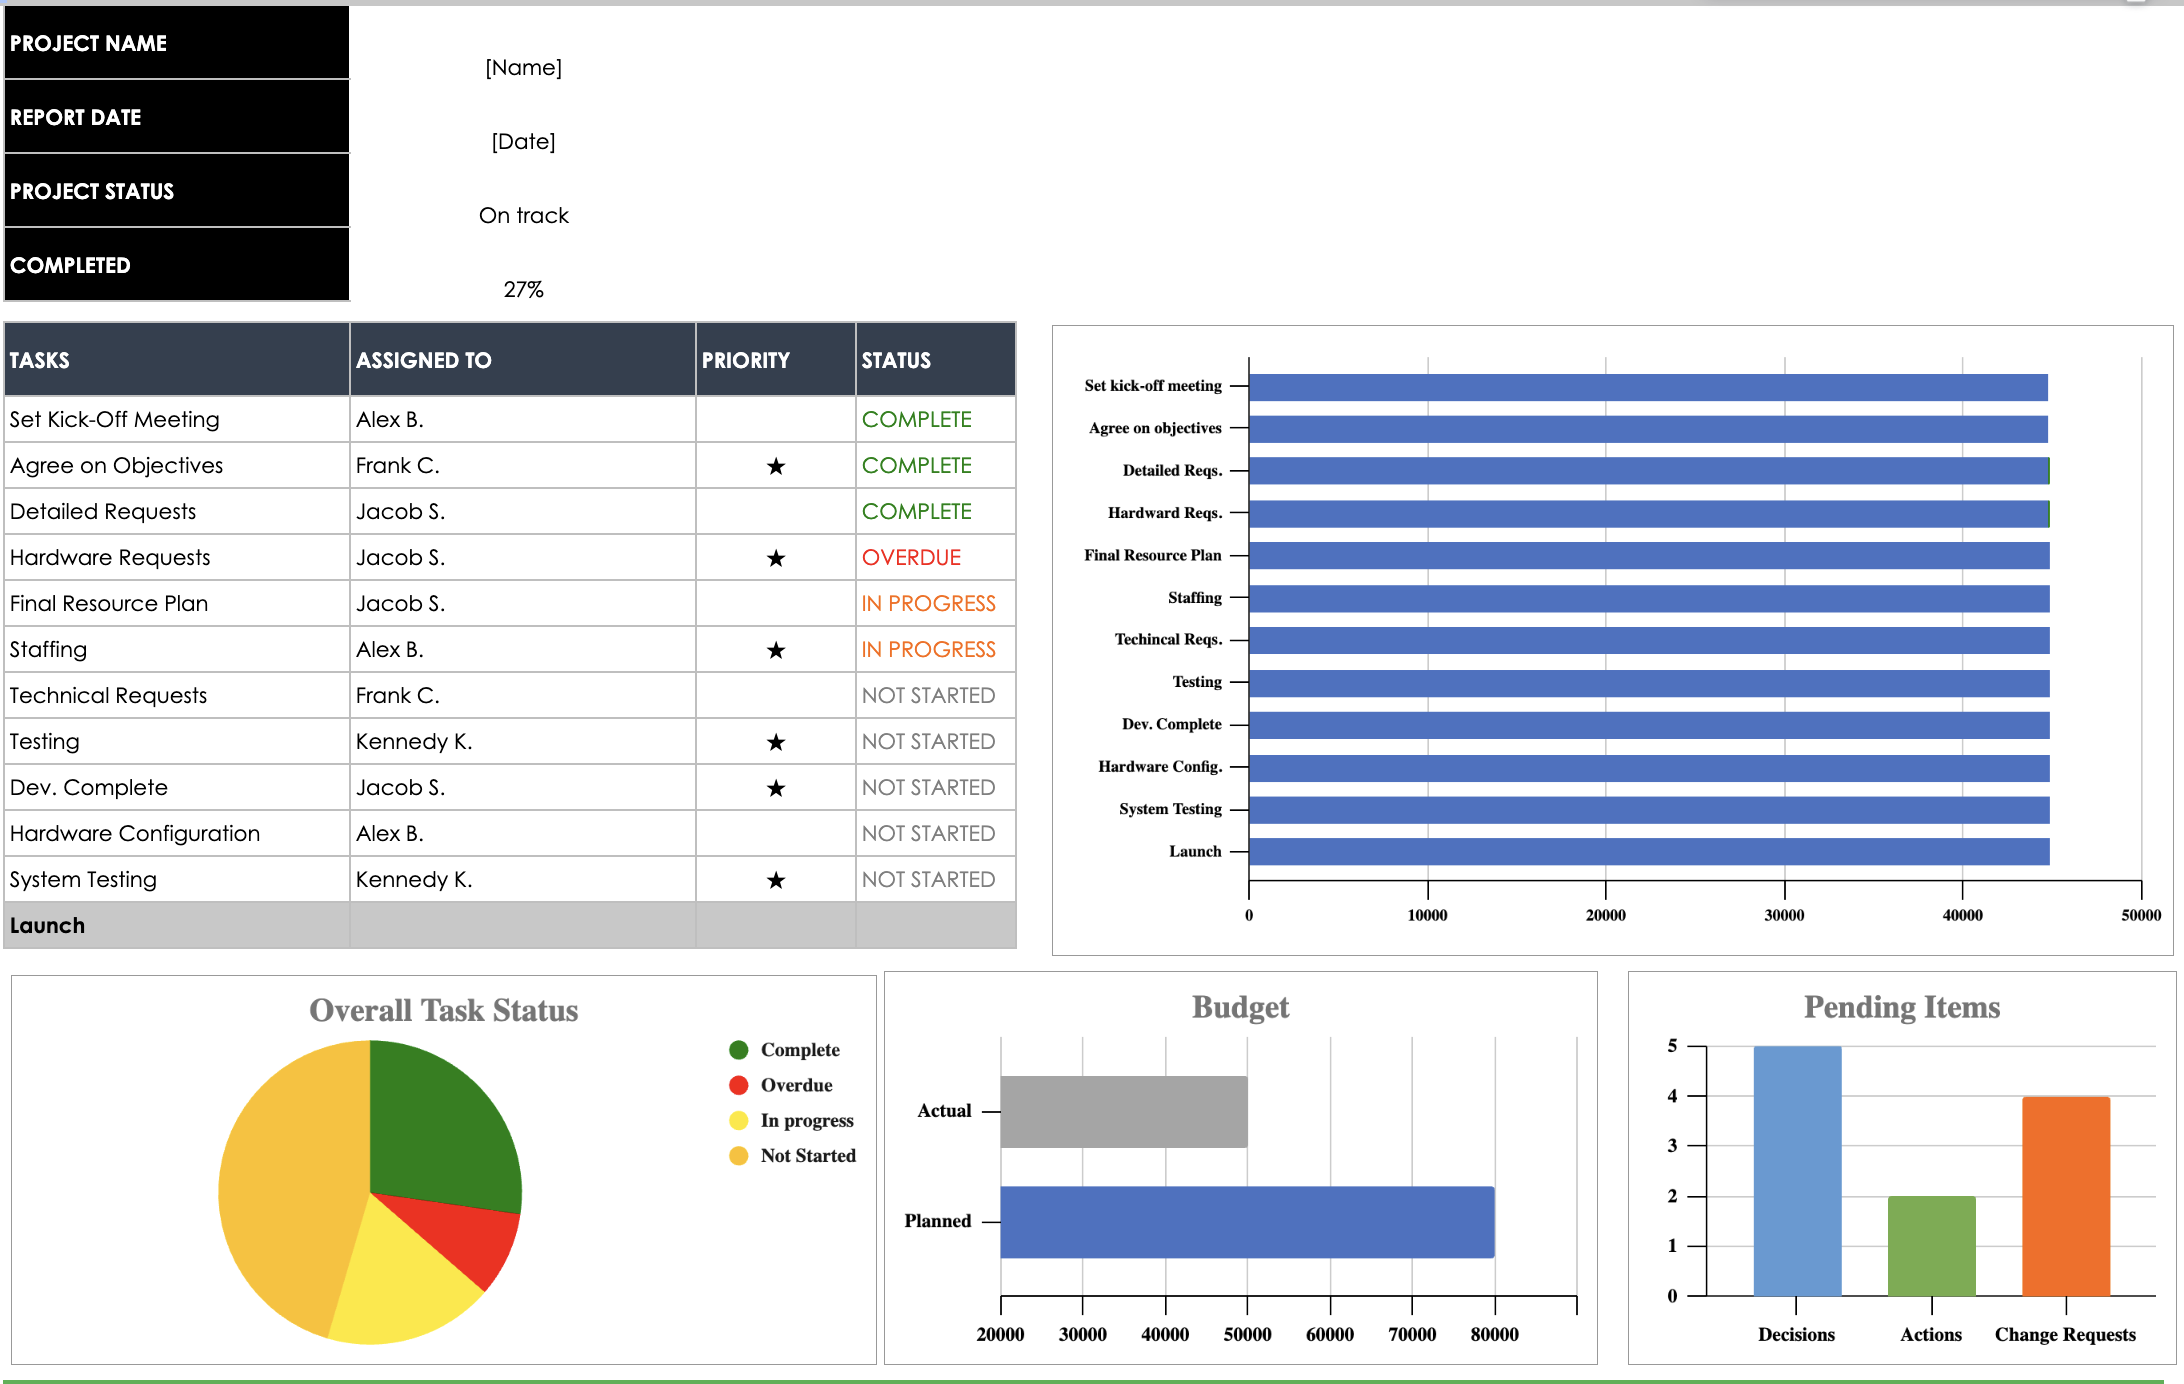 PROJECT NAME
[Name]
REPORT DATE
[Date]
PROJECT STATUS
On track
COMPLETED
27%
TASKS ASSIGNED TO PRIORITY STATUS
Set Kick-Off Meeting Alex B. COMPLETE
Agree on Objectives Frank C. ★ COMPLETE
Detailed Requests Jacob S. COMPLETE
Hardware Requests Jacob S. ★ OVERDUE
Final Resource Plan Jacob S. IN PROGRESS
Staffing Alex B. ★ IN PROGRESS
Technical Requests Frank C. NOT STARTED
Testing Kennedy K. ★ NOT STARTED
Dev. Complete Jacob S. ★ NOT STARTED
Hardware Configuration Alex B. NOT STARTED
System Testing Kennedy K. ★ NOT STARTED
Launch
Set kick-off meeting
Agree on objectives
Detailed Reqs.
Hardward Reqs.
Final Resource Plan
Staffing
Techincal Reqs.
Testing
Dev. Complete
Hardware Config.
System Testing
Launch
0 10000 20000 30000 40000 50000
Overall Task Status
Complete
Overdue
In progress
Not Started
Budget
Actual
Planned
20000 30000 40000 50000 60000 70000 80000
Pending Items
5
4
3
2
1
0
Decisions Actions Change Requests